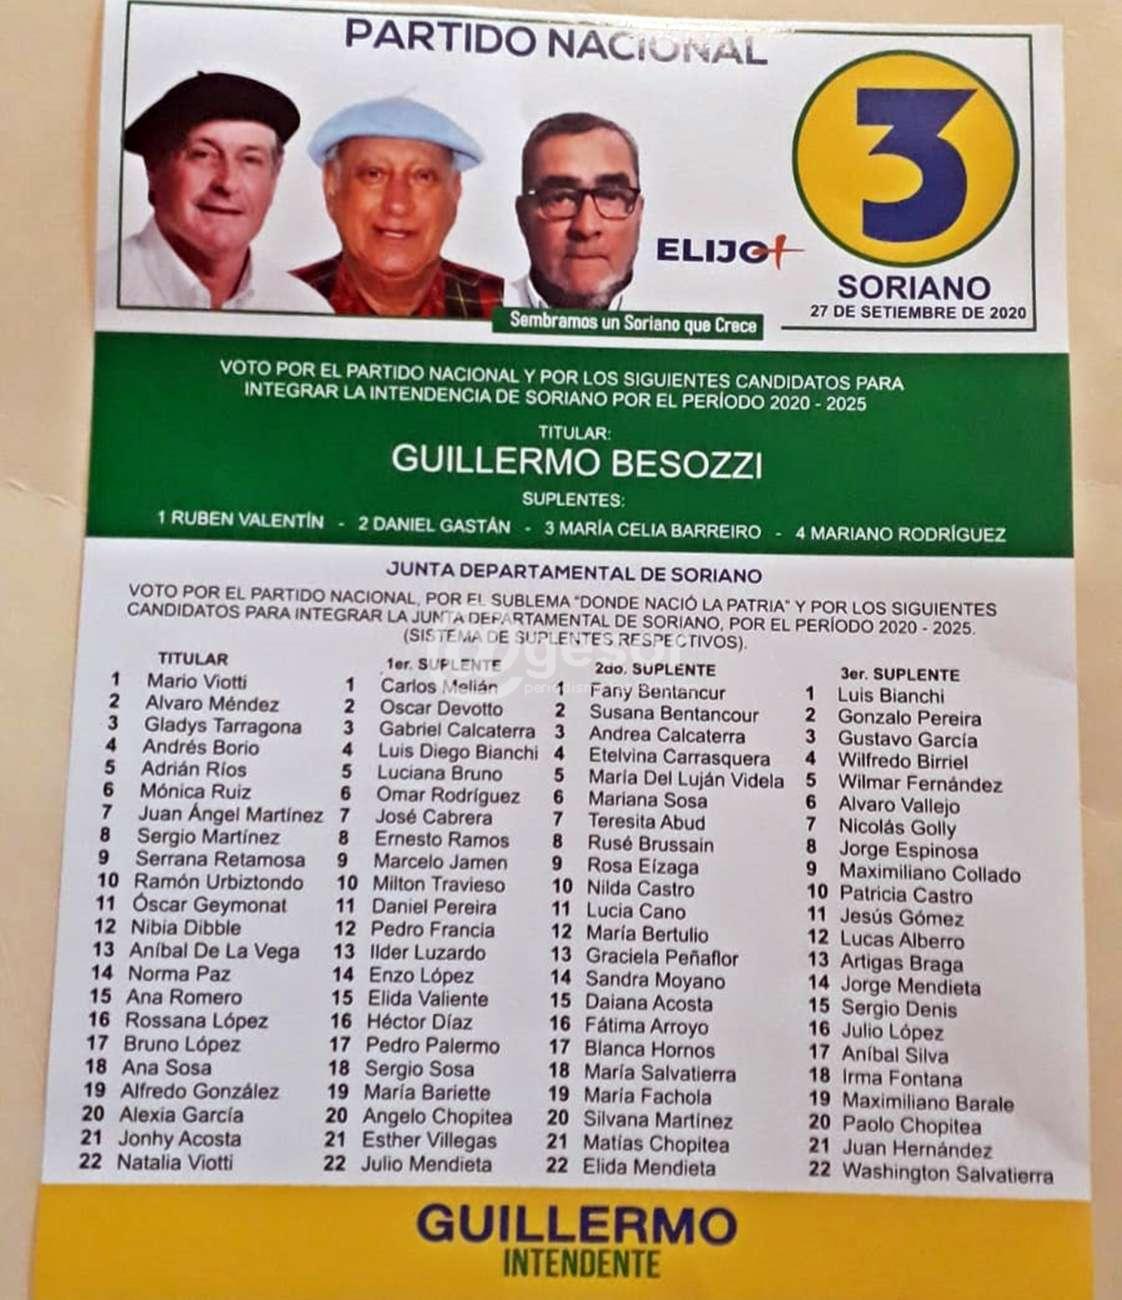 PARTIDO NACIONAL
3
ELIJO+
SORIANO
27 DE SETIEMBRE DE 2020
Sembramos un Soriano que Crece
VOTO POR EL PARTIDO NACIONAL Y POR LOS SIGUIENTES CANDIDATOS PARA
INTEGRAR LA INTENDENCIA DE SORIANO POR EL PERÍODO 2020 - 2025
TITULAR:
GUILLERMO BESOZZI
SUPLENTES:
1 RUBEN VALENTÍN - 2 DANIEL GASTÁN - 3 MARÍA CELIA BARREIRO - 4 MARIANO RODRÍGUEZ
JUNTA DEPARTAMENTAL DE SORIANO
VOTO POR EL PARTIDO NACIONAL, POR EL SUBLEMA "DONDE NACIÓ LA PATRIA" Y POR LOS SIGUIENTES
CANDIDATOS PARA INTEGRAR LA JUNTA DEPARTAMENTAL DE SORIANO, POR EL PERÍODO 2020 - 2025.
(SISTEMA DE SUPLENTES RESPECTIVOS).
TITULAR 1er. SUPLENTE 2do. SUPLENTE 3er. SUPLENTE
1 Mario Viotti 1 Carlos Melián 1 Fany Bentancur 1 Luis Bianchi
2 Alvaro Méndez 2 Oscar Devotto 2 Susana Bentancour 2 Gonzalo Pereira
3 Gladys Tarragona 3 Gabriel Calcaterra 3 Andrea Calcaterra 3 Gustavo García
4 Andrés Borio 4 Luis Diego Bianchi 4 Etelvina Carrasquera 4 Wilfredo Birriel
5 Adrián Ríos 5 Luciana Bruno 5 María Del Luján Videla 5 Wilmar Fernández
6 Mónica Ruiz 6 Omar Rodríguez 6 Mariana Sosa 6 Alvaro Vallejo
7 Juan Ángel Martínez 7 José Cabrera 7 Teresita Abud 7 Nicolás Golly
8 Sergio Martínez 8 Ernesto Ramos 8 Rusé Brussain 8 Jorge Espinosa
9 Serrana Retamosa 9 Marcelo Jamen 9 Rosa Eízaga 9 Maximiliano Collado
10 Ramón Urbiztondo 10 Milton Travieso 10 Nilda Castro 10 Patricia Castro
11 Óscar Geymonat 11 Daniel Pereira 11 Lucia Cano 11 Jesús Gómez
12 Nibia Dibble 12 Pedro Francia 12 María Bertulio 12 Lucas Alberro
13 Aníbal De La Vega 13 Ilder Luzardo 13 Graciela Peñaflor 13 Artigas Braga
14 Norma Paz 14 Enzo López 14 Sandra Moyano 14 Jorge Mendieta
15 Ana Romero 15 Elida Valiente 15 Daiana Acosta 15 Sergio Denis
16 Rossana López 16 Héctor Díaz 16 Fátima Arroyo 16 Julio López
17 Bruno López 17 Pedro Palermo 17 Blanca Hornos 17 Aníbal Silva
18 Ana Sosa 18 Sergio Sosa 18 María Salvatierra 18 Irma Fontana
19 Alfredo González 19 María Bariette 19 María Fachola 19 Maximiliano Barale
20 Alexia García 20 Angelo Chopitea 20 Silvana Martínez 20 Paolo Chopitea
21 Jonhy Acosta 21 Esther Villegas 21 Matías Chopitea 21 Juan Hernández
22 Natalia Viotti 22 Julio Mendieta 22 Elida Mendieta 22 Washington Salvatierra
GUILLERMO
INTENDENTE